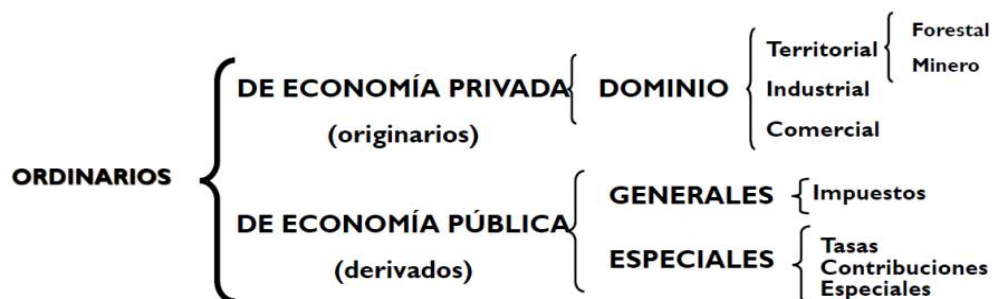 ORDINARIOS
DE ECONOMÍA PRIVADA
(originarios)
DOMINIO
Territorial
Forestal
Minero
Industrial
Comercial
DE ECONOMÍA PÚBLICA
(derivados)
GENERALES
Impuestos
ESPECIALES
Tasas
Contribuciones
Especiales